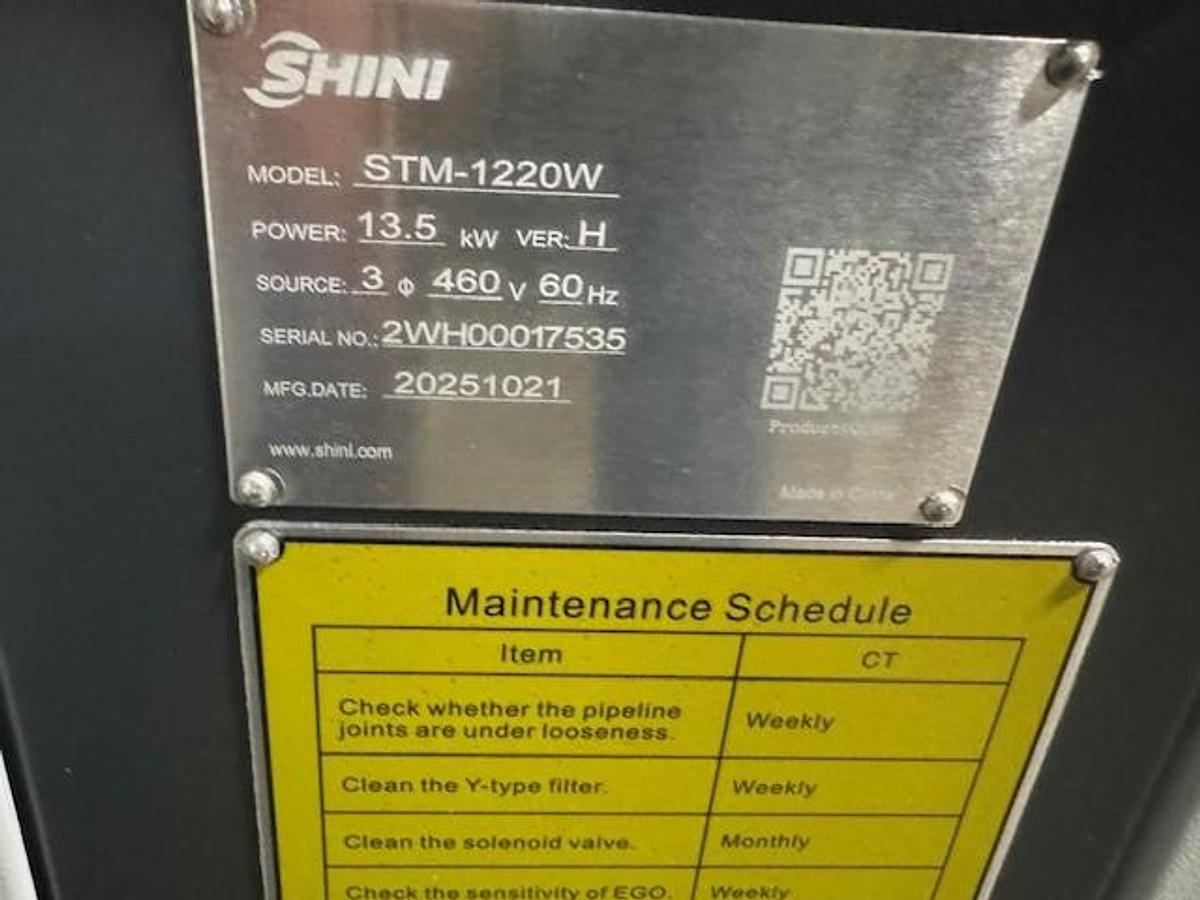 SHINI
MODEL: STM-1220W
POWER: 13.5 kW VER: H
SOURCE: 3 Φ 460 V 60 Hz
SERIAL NO.: 2WH00017535
MFG.DATE: 20251021
www.shini.com
Made in China
Maintenance Schedule
Item CT
Check whether the pipeline
joints are under looseness. Weekly
Clean the Y-type filter. Weekly
Clean the solenoid valve. Monthly
Check the sensitivity of EGO. Weekly